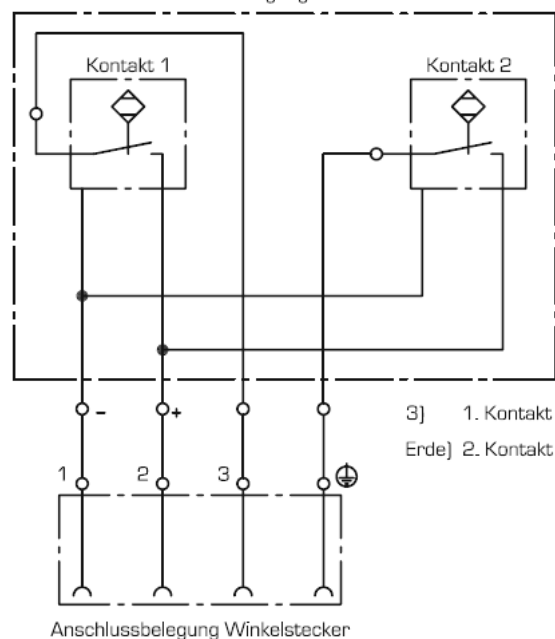 Kontakt 1
Kontakt 2
- +
3) 1. Kontakt
Erde) 2. Kontakt
1 2 3
Anschlussbelegung Winkelstecker